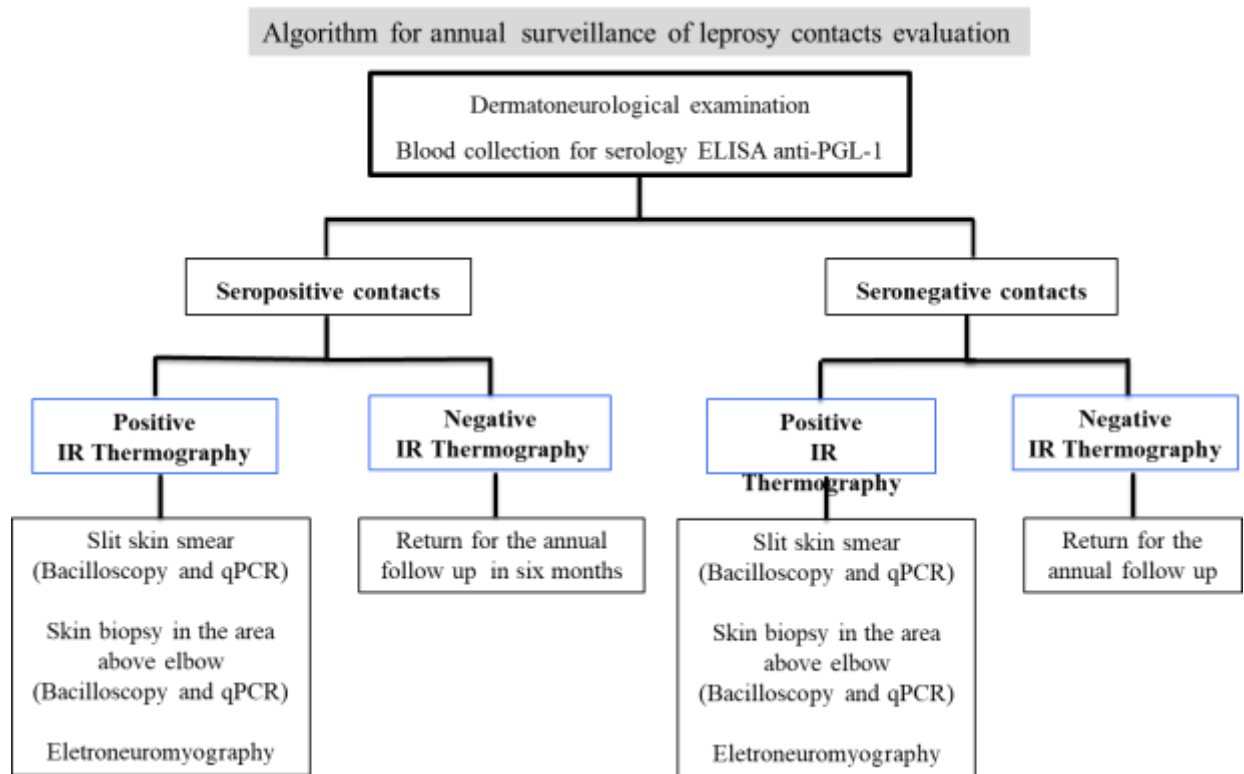 Algorithm for annual surveillance of leprosy contacts evaluation
Dermatoneurological examination
Blood collection for serology ELISA anti-PGL-1
Seropositive contacts
Seronegative contacts
Positive
IR Thermography
Negative
IR Thermography
Positive
IR
Thermography
Negative
IR Thermography
Slit skin smear
(Bacilloscopy and qPCR)
Skin biopsy in the area
above elbow
(Bacilloscopy and qPCR)
Eletroneuromyography
Return for the annual
follow up in six months
Slit skin smear
(Bacilloscopy and qPCR)
Skin biopsy in the area
above elbow
(Bacilloscopy and qPCR)
Eletroneuromyography
Return for the
annual follow up